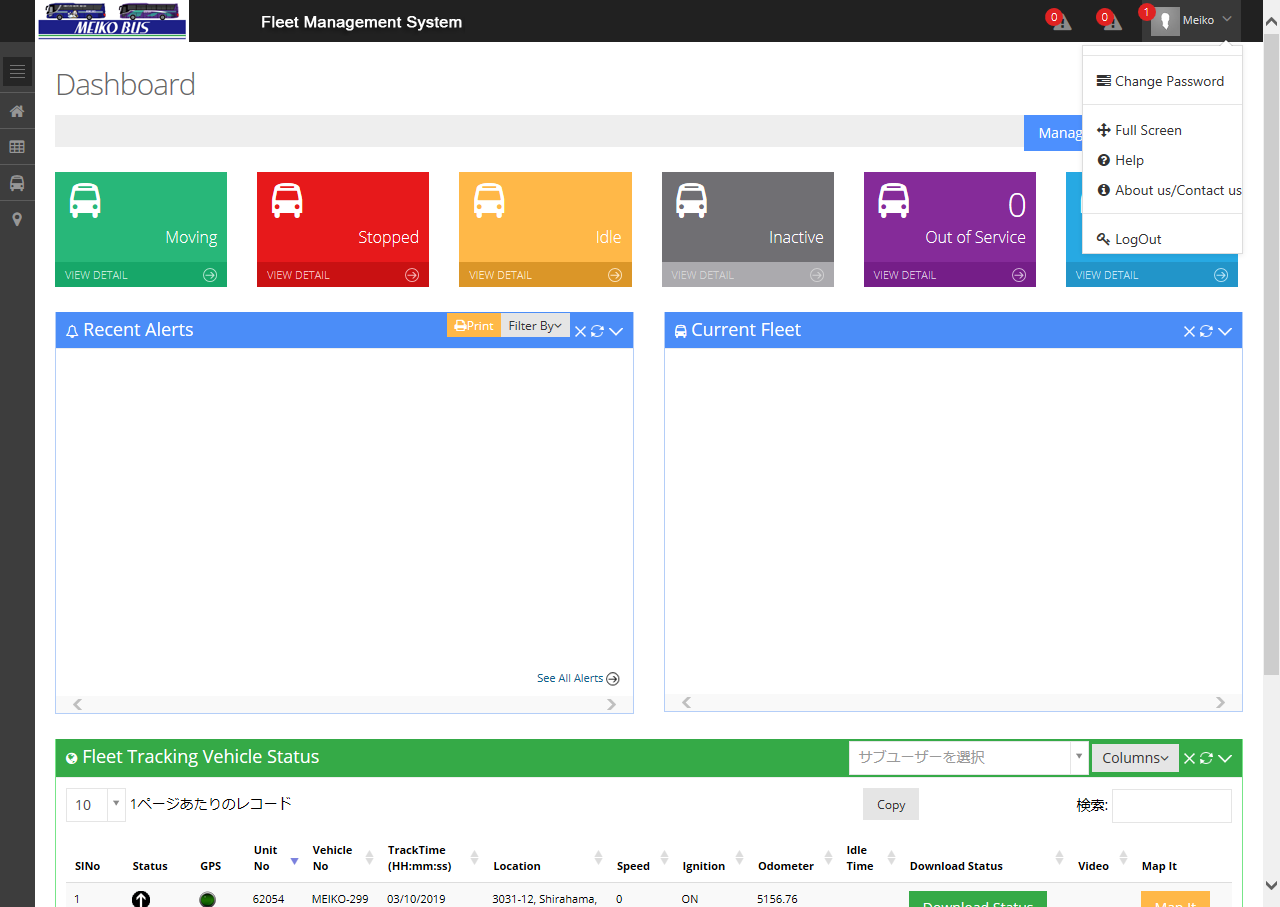 MEIKO BUS
Fleet Management System
0
0
1
Meiko
Change Password
Full Screen
Help
About us/Contact us
LogOut
Dashboard
Manag
Moving
VIEW DETAIL
Stopped
VIEW DETAIL
Idle
VIEW DETAIL
Inactive
VIEW DETAIL
0
Out of Service
VIEW DETAIL
VIEW DETAIL
Recent Alerts
Print
Filter By
Current Fleet
See All Alerts
Fleet Tracking Vehicle Status
サブユーザーを選択
Columns
10 1ページあたりのレコード
Copy
検索:
SlNo Status GPS Unit No Vehicle No TrackTime (HH:mm:ss) Location Speed Ignition Odometer Idle Time Download Status Video Map It
1 62054 MEIKO-299 03/10/2019 3031-12, Shirahama, 0 ON 5156.76 Download Status Map It